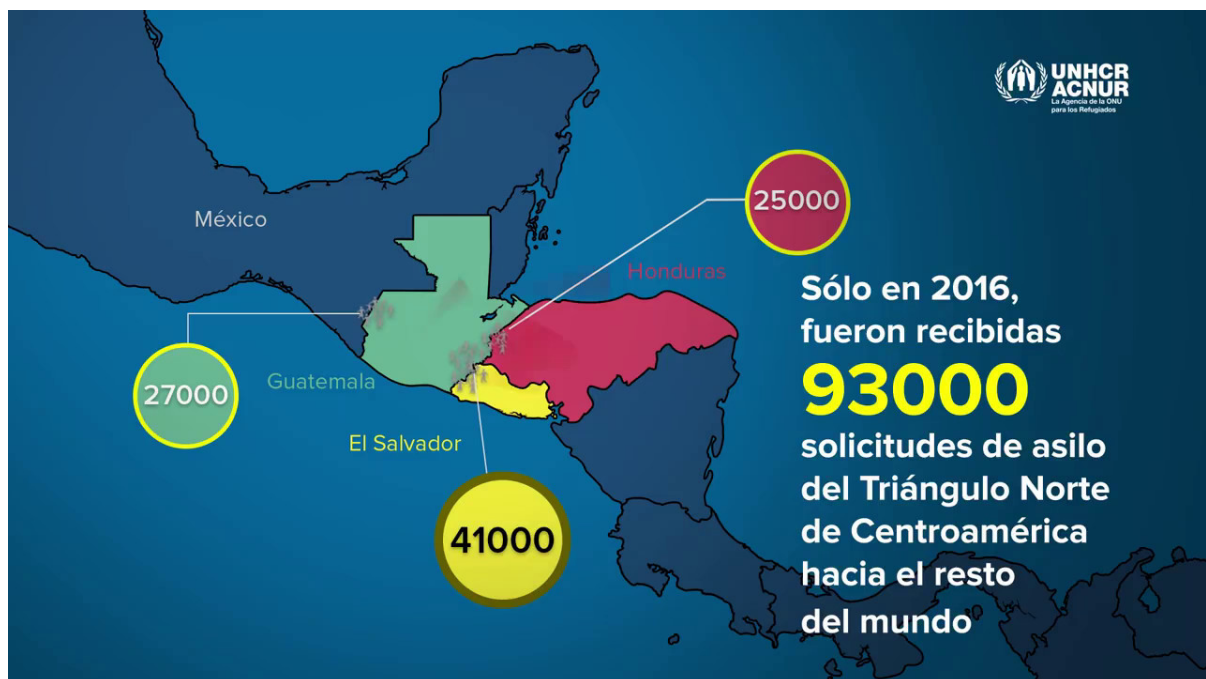 UNHCR
ACNUR
La Agencia de la ONU
para los Refugiados
México
25000
Honduras
27000
Guatemala
El Salvador
41000
Sólo en 2016,
fueron recibidas
93000
solicitudes de asilo
del Triángulo Norte
de Centroamérica
hacia el resto
del mundo